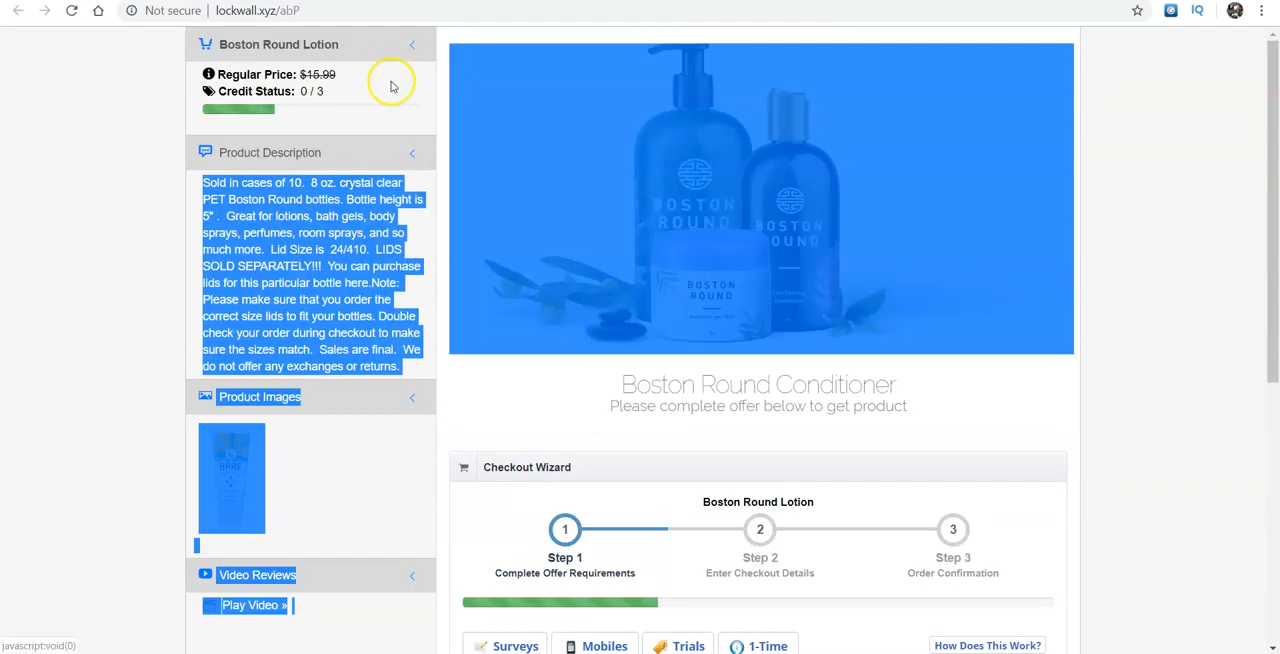 Not secure
lockwall.xyz/abP
IQ
Boston Round Lotion
Regular Price: $15.99
Credit Status: 0 / 3
Product Description
Sold in cases of 10. 8 oz. crystal clear
PET Boston Round bottles. Bottle height is
5" . Great for lotions, bath gels, body
sprays, perfumes, room sprays, and so
much more. Lid Size is 24/410. LIDS
SOLD SEPARATELY!!! You can purchase
lids for this particular bottle here.Note:
Please make sure that you order the
correct size lids to fit your bottles. Double
check your order during checkout to make
sure the sizes match. Sales are final. We
do not offer any exchanges or returns.
Product Images
BARE
Video Reviews
Play Video »
javascript:void(0)
BOSTON
ROUND
BOSTON
ROUND
BOSTON
ROUND
Boston Round Conditioner
Please complete offer below to get product
Checkout Wizard
Boston Round Lotion
1
2
3
Step 1
Step 2
Step 3
Complete Offer Requirements
Enter Checkout Details
Order Confirmation
Surveys
Mobiles
Trials
1-Time
How Does This Work?